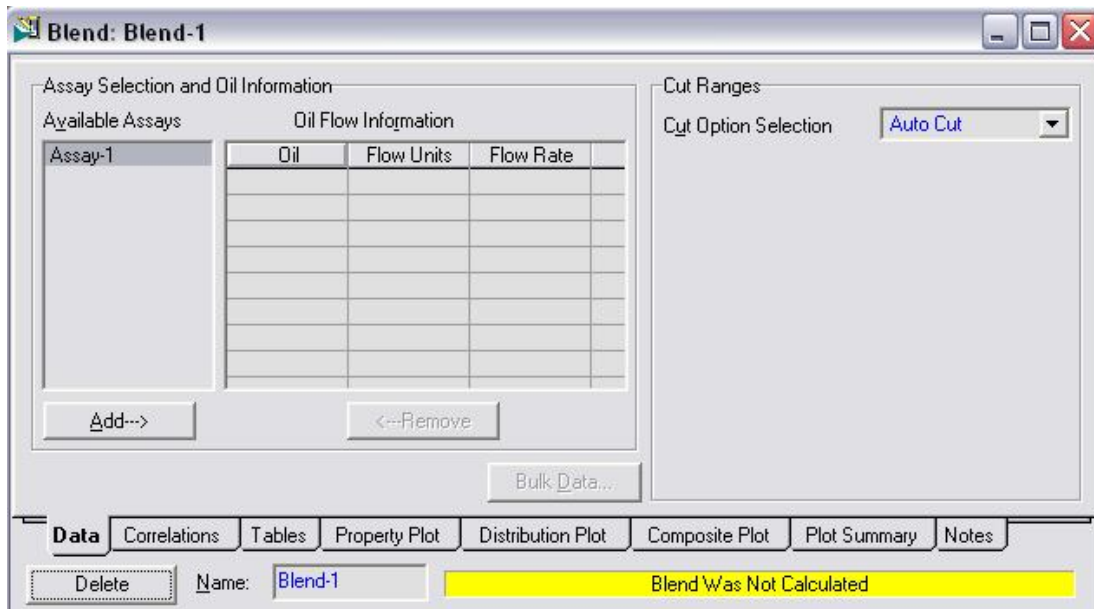 Blend: Blend-1
Assay Selection and Oil Information
Available Assays
Oil Flow Information
Assay-1
Oil Flow Units Flow Rate
Add--->
<---Remove
Bulk Data...
Cut Ranges
Cut Option Selection Auto Cut
Data Correlations Tables Property Plot Distribution Plot Composite Plot Plot Summary Notes
Delete Name: Blend-1 Blend Was Not Calculated